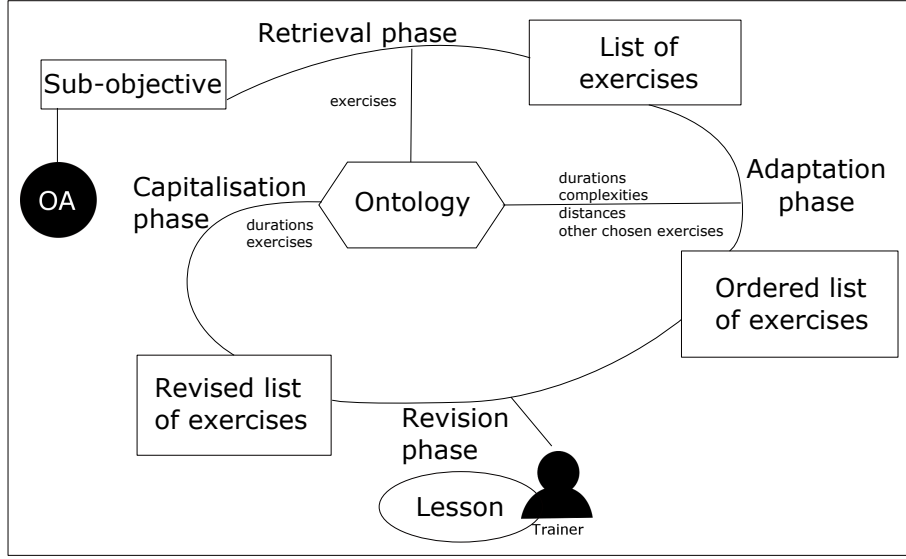 Retrieval phase
List of
exercises
Sub-objective
exercises
OA
Capitalisation
phase
Ontology
durations
complexities
distances
other chosen exercises
Adaptation
phase
durations
exercises
Ordered list
of exercises
Revised list
of exercises
Revision
phase
Lesson
Trainer